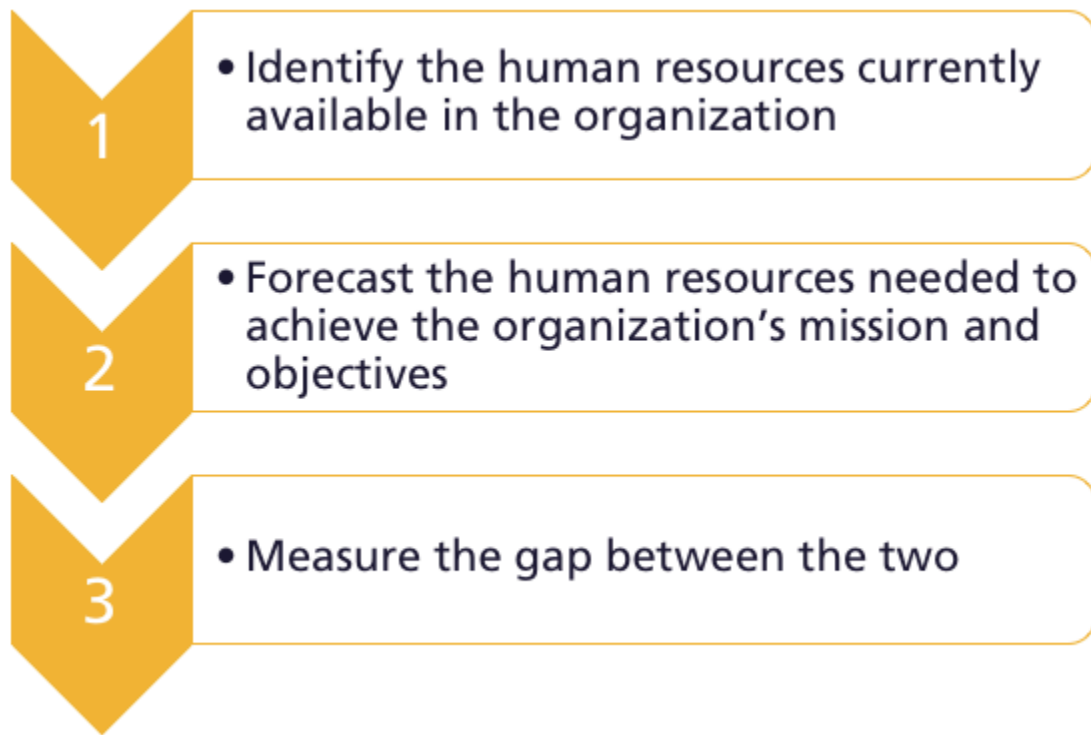 1
• Identify the human resources currently
available in the organization
2
• Forecast the human resources needed to
achieve the organization’s mission and
objectives
3
• Measure the gap between the two